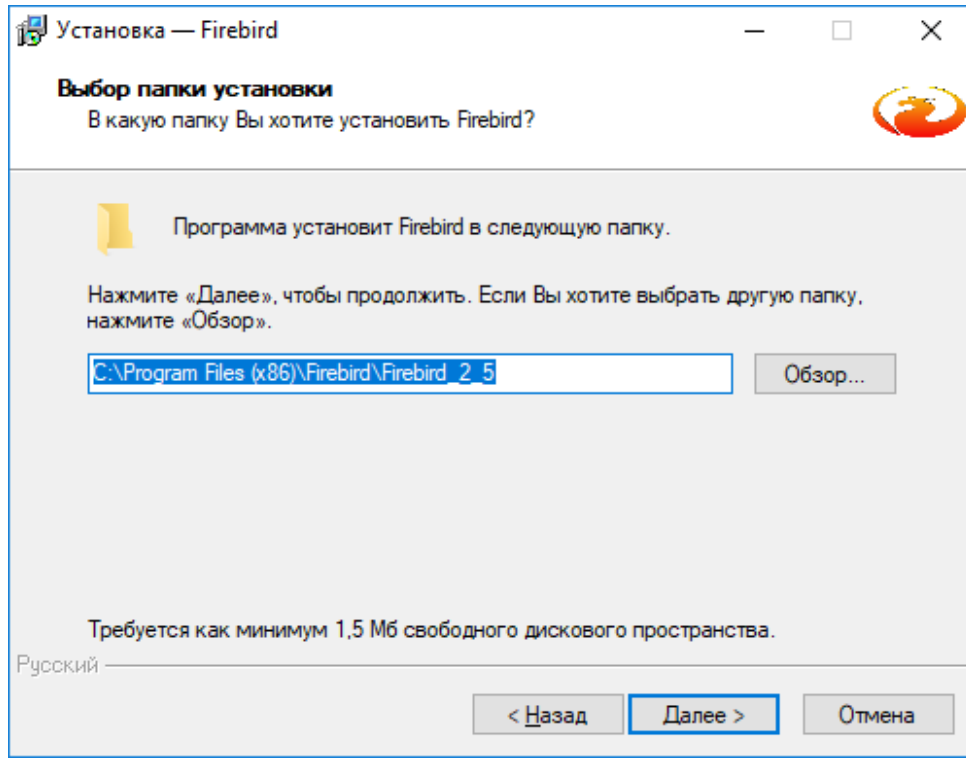 Установка — Firebird
Выбор папки установки
В какую папку Вы хотите установить Firebird?
Программа установит Firebird в следующую папку.
Нажмите «Далее», чтобы продолжить. Если Вы хотите выбрать другую папку,
нажмите «Обзор».
C:\Program Files (x86)\Firebird\Firebird_2_5
Обзор...
Требуется как минимум 1,5 Мб свободного дискового пространства.
Русский
< Назад
Далее >
Отмена